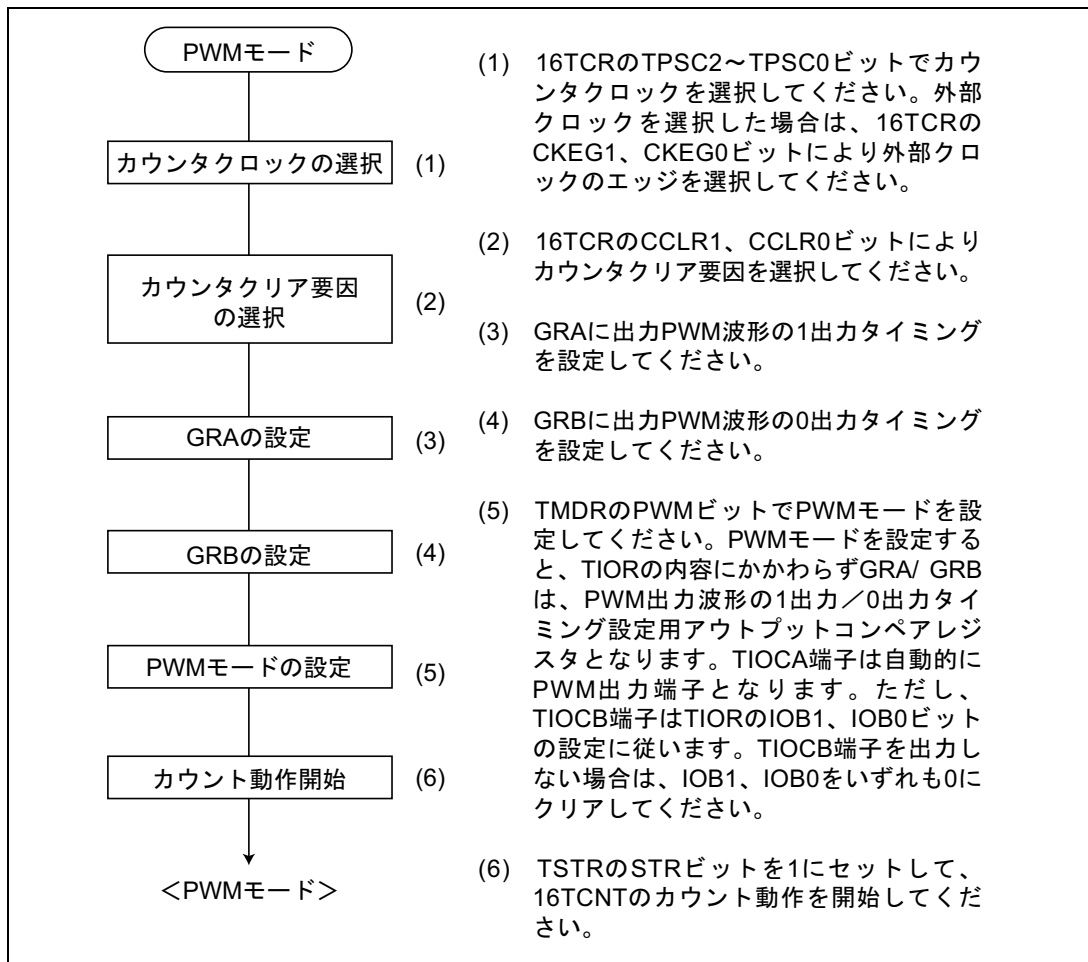 PWMモード
カウンタクロックの選択 (1)
カウンタクリア要因
の選択 (2)
GRAの設定 (3)
GRBの設定 (4)
PWMモードの設定 (5)
カウント動作開始 (6)
＜PWMモード＞
(1) 16TCRのTPSC2～TPSC0ビットでカウ
ンタクロックを選択してください。外部
クロックを選択した場合は、16TCRの
CKEG1、CKEG0ビットにより外部クロ
ックのエッジを選択してください。
(2) 16TCRのCCLR1、CCLR0ビットにより
カウンタクリア要因を選択してください。
(3) GRAに出力PWM波形の1出力タイミング
を設定してください。
(4) GRBに出力PWM波形の0出力タイミング
を設定してください。
(5) TMDRのPWMビットでPWMモードを設
定してください。PWMモードを設定する
と、TIORの内容にかかわらずGRA/ GRB
は、PWM出力波形の1出力／0出力タイ
ミング設定用アウトプットコンペアレジ
スタとなります。TIOCA端子は自動的に
PWM出力端子となります。ただし、
TIOCB端子はTIORのIOB1、IOB0ビット
の設定に従います。TIOCB端子を出力し
ない場合は、IOB1、IOB0をいずれも0に
クリアしてください。
(6) TSTRのSTRビットを1にセットして、
16TCNTのカウント動作を開始してくだ
さい。